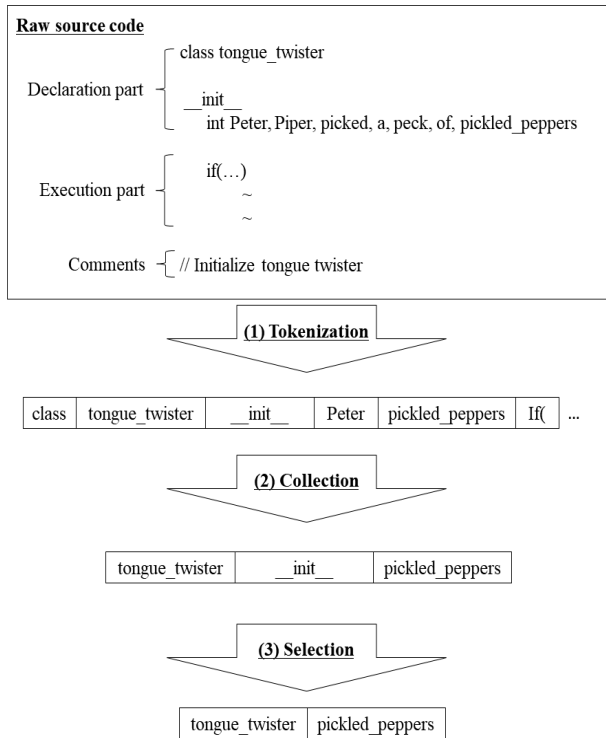 Raw source code
class tongue_twister
Declaration part
__init__
int Peter, Piper, picked, a, peck, of, pickled_peppers
if(…)
Execution part
~
~
Comments
// Initialize tongue twister
(1) Tokenization
class tongue_twister __init__ Peter pickled_peppers If( ...
(2) Collection
tongue_twister __init__ pickled_peppers
(3) Selection
tongue_twister pickled_peppers